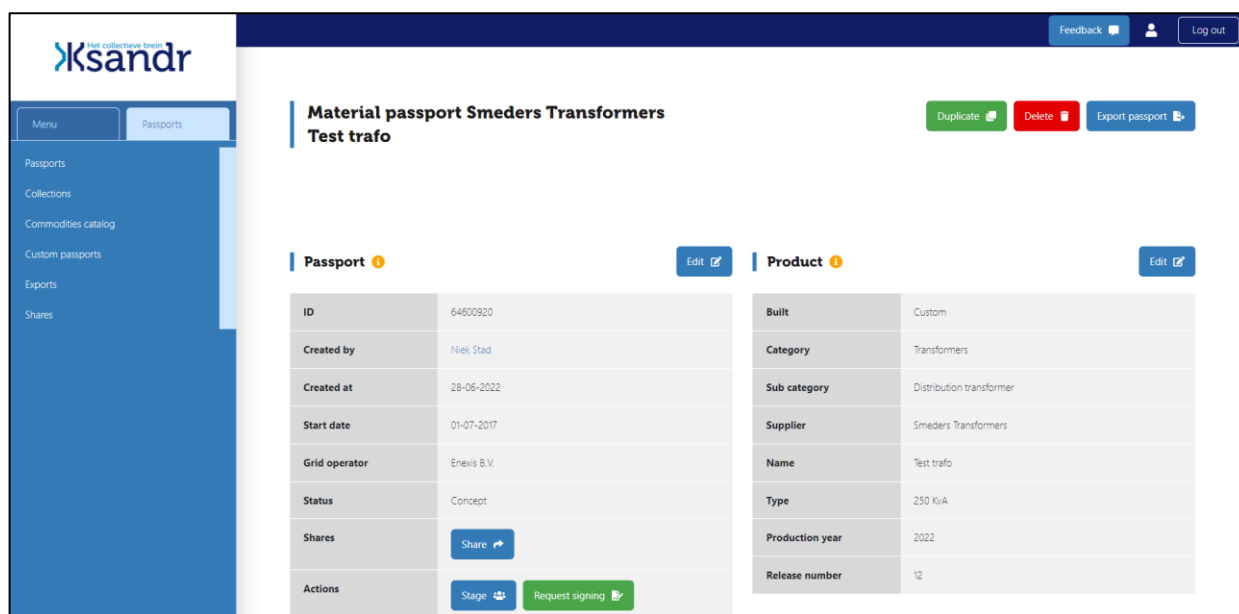 Het collectieve brein
Ksandr
Feedback
Log out
Menu
Passports
Passports
Collections
Commodities catalog
Custom passports
Exports
Shares
Material passport Smeders Transformers
Test trafo
Duplicate
Delete
Export passport
Passport
Edit
ID 64600920
Created by Niek Stad
Created at 28-06-2022
Start date 01-07-2017
Grid operator Enexis B.V.
Status Concept
Shares Share
Actions Stage Request signing
Product
Edit
Built Custom
Category Transformers
Sub category Distribution transformer
Supplier Smeders Transformers
Name Test trafo
Type 250 KvA
Production year 2022
Release number 12